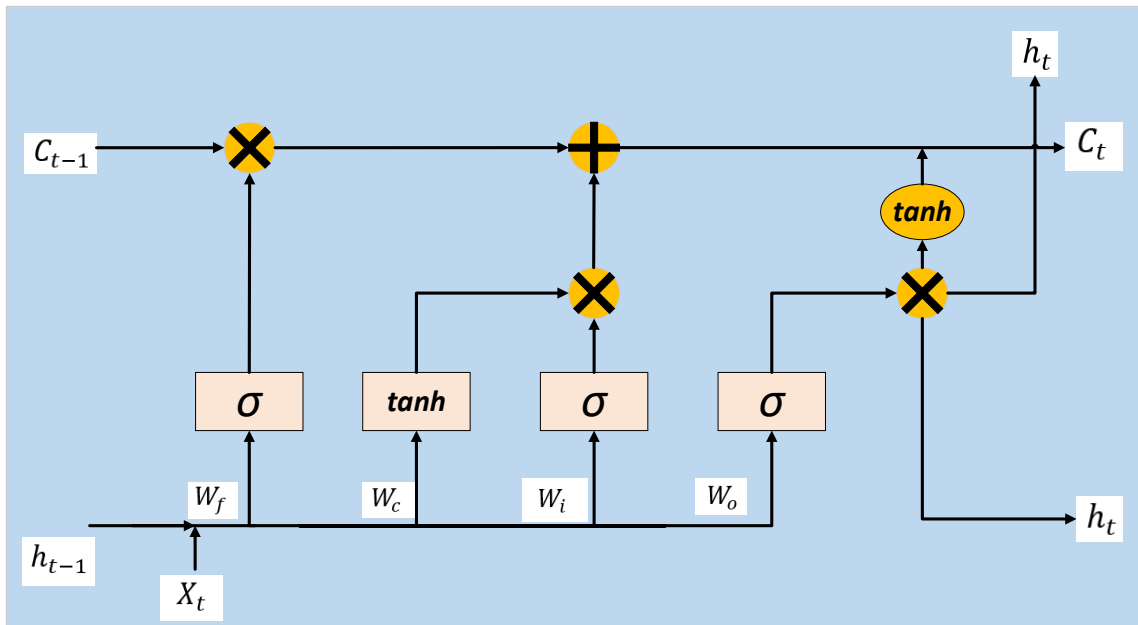 h_t
C_{t−1}
C_t
tanh
σ
tanh
σ
σ
W_f
W_c
W_i
W_o
h_t
h_{t−1}
X_t